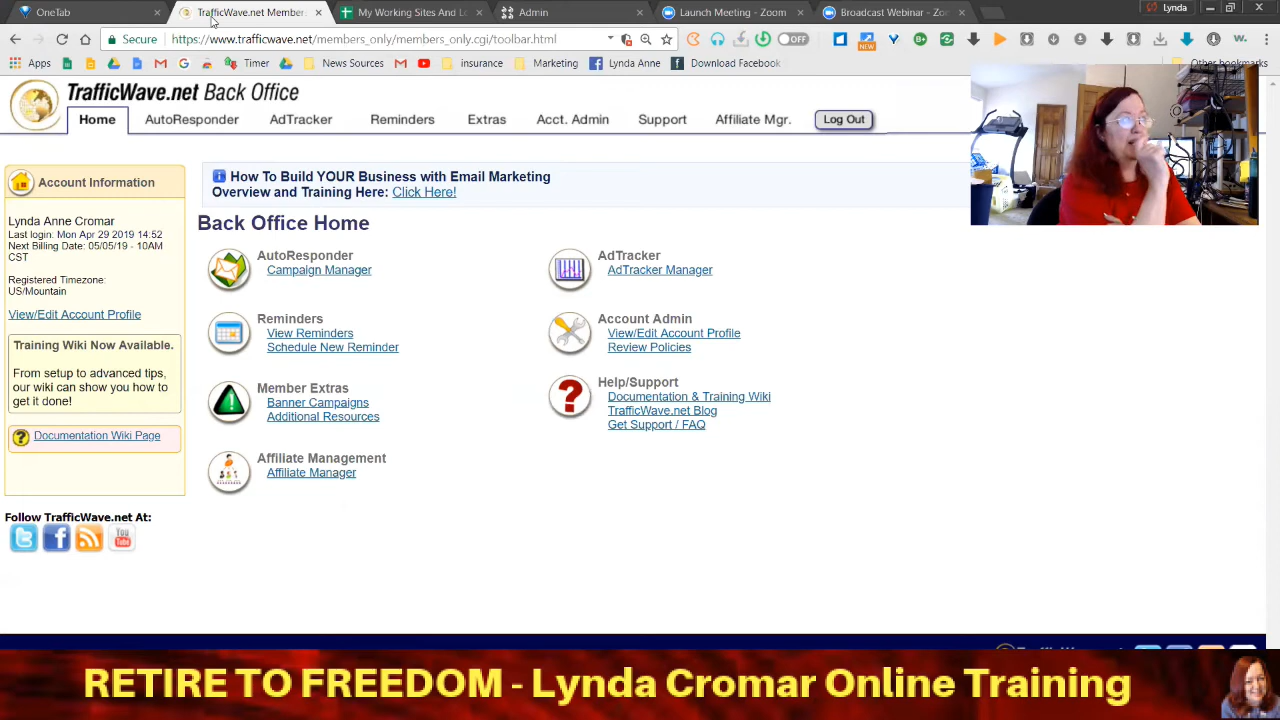 OneTab
TrafficWave.net Member
My Working Sites And Lo
Admin
Launch Meeting - Zoom
Broadcast Webinar - Zo
Lynda
Secure
https://www.trafficwave.net/members_only/members_only.cgi/toolbar.html
OFF
NEW
Apps
Timer
News Sources
insurance
Marketing
Lynda Anne
Download Facebook
Other bookmarks
TrafficWave.net Back Office
Home
AutoResponder
AdTracker
Reminders
Extras
Acct. Admin
Support
Affiliate Mgr.
Log Out
Account Information
Lynda Anne Cromar
Last login: Mon Apr 29 2019 14:52
Next Billing Date: 05/05/19 - 10AM
CST
Registered Timezone:
US/Mountain
View/Edit Account Profile
Training Wiki Now Available.
From setup to advanced tips,
our wiki can show you how to
get it done!
Documentation Wiki Page
Follow TrafficWave.net At:
How To Build YOUR Business with Email Marketing
Overview and Training Here: Click Here!
Back Office Home
AutoResponder
Campaign Manager
AdTracker
AdTracker Manager
Reminders
View Reminders
Schedule New Reminder
Account Admin
View/Edit Account Profile
Review Policies
Member Extras
Banner Campaigns
Additional Resources
Help/Support
Documentation & Training Wiki
TrafficWave.net Blog
Get Support / FAQ
Affiliate Management
Affiliate Manager
RETIRE TO FREEDOM - Lynda Cromar Online Training